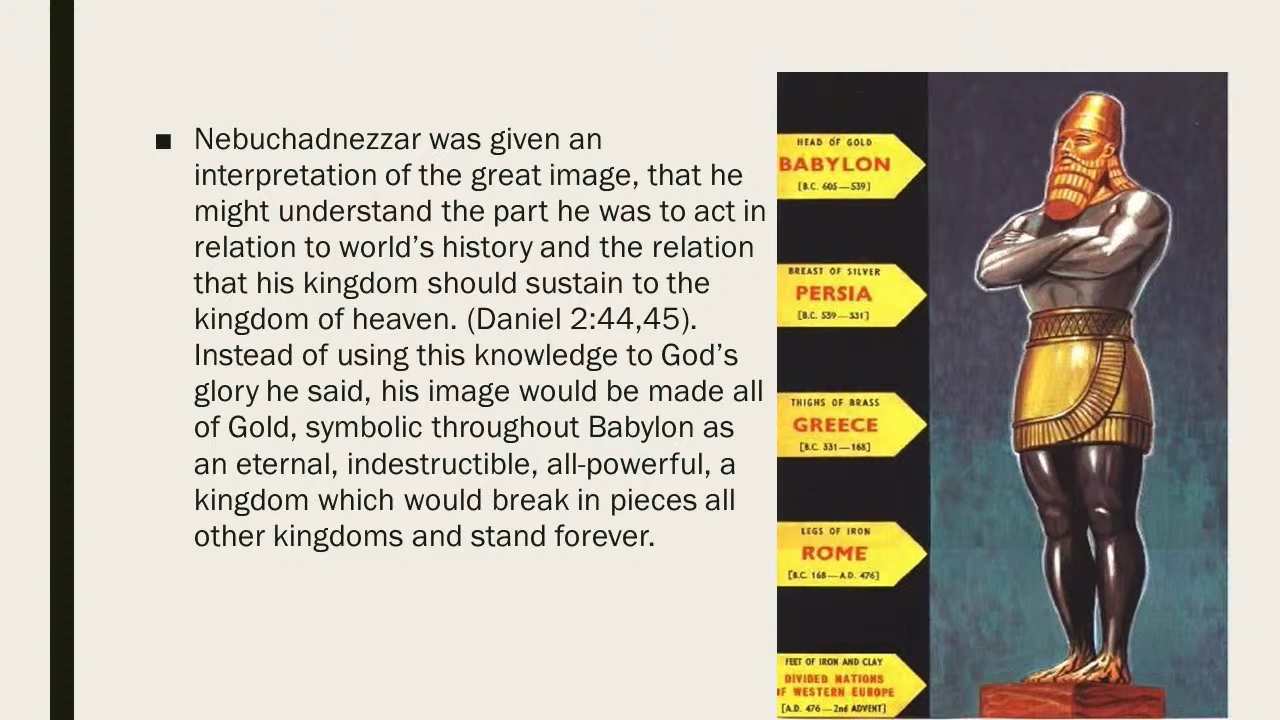 ■ Nebuchadnezzar was given an
interpretation of the great image, that he
might understand the part he was to act in
relation to world’s history and the relation
that his kingdom should sustain to the
kingdom of heaven. (Daniel 2:44,45).
Instead of using this knowledge to God’s
glory he said, his image would be made all
of Gold, symbolic throughout Babylon as
an eternal, indestructible, all-powerful, a
kingdom which would break in pieces all
other kingdoms and stand forever.
HEAD OF GOLD
BABYLON
[B.C. 605—539]
BREAST OF SILVER
PERSIA
[B.C. 539—331]
THIGHS OF BRASS
GREECE
[B.C. 331—168]
LEGS OF IRON
ROME
[B.C. 168—A.D. 476]
FEET OF IRON AND CLAY
DIVIDED NATIONS
OF WESTERN EUROPE
[A.D. 476—2nd ADVENT]